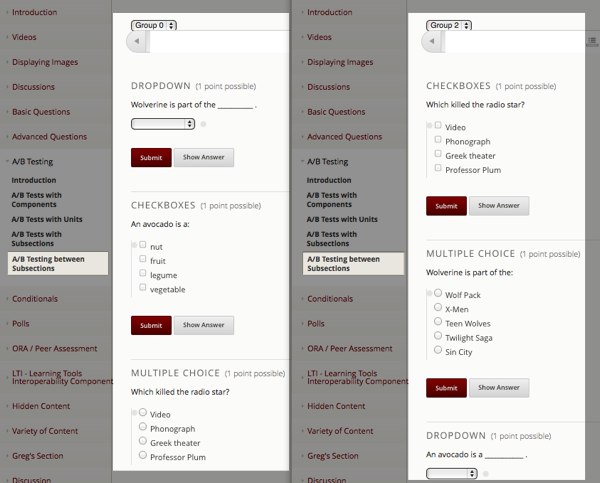 Introduction
Videos
Displaying Images
Discussions
Basic Questions
Advanced Questions
A/B Testing
Introduction
A/B Tests with
Components
A/B Tests with Units
A/B Tests with
Subsections
A/B Testing between
Subsections
Conditionals
Polls
ORA / Peer Assessment
LTI - Learning Tools
Interoperability Component
Hidden Content
Variety of Content
Greg's Section
Discussion
Group 0
DROPDOWN (1 point possible)
Wolverine is part of the __________ .
Submit Show Answer
CHECKBOXES (1 point possible)
An avocado is a:
nut
fruit
legume
vegetable
Submit Show Answer
MULTIPLE CHOICE (1 point possible)
Which killed the radio star?
Video
Phonograph
Greek theater
Professor Plum
Introduction
Videos
Displaying Images
Discussions
Basic Questions
Advanced Questions
A/B Testing
Introduction
A/B Tests with
Components
A/B Tests with Units
A/B Tests with
Subsections
A/B Testing between
Subsections
Conditionals
Polls
ORA / Peer Assessment
LTI - Learning Tools
Interoperability Component
Hidden Content
Variety of Content
Greg's Section
Discussion
Group 2
CHECKBOXES (1 point possible)
Which killed the radio star?
Video
Phonograph
Greek theater
Professor Plum
Submit Show Answer
MULTIPLE CHOICE (1 point possible)
Wolverine is part of the:
Wolf Pack
X-Men
Teen Wolves
Twilight Saga
Sin City
Submit Show Answer
DROPDOWN (1 point possible)
An avocado is a __________ .